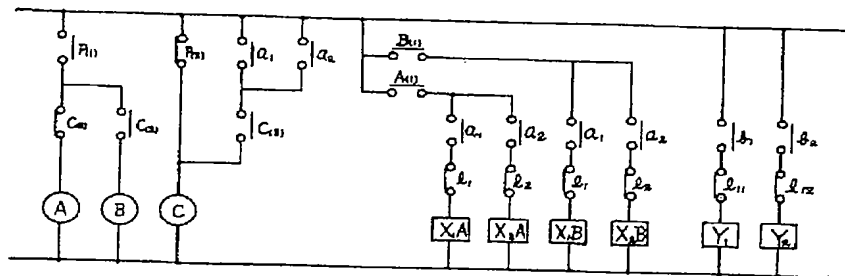 B(1)
P(1) P(2) a₁ a₂
A(1)
C(2) C(3) C(3) a₁ a₂ a₁ a₂ b₁ b₂
l₁ l₂ l₁ l₂ l₁₁ l₁₂
A B C X₁A X₂A X₁B X₂B Y₁ Y₂